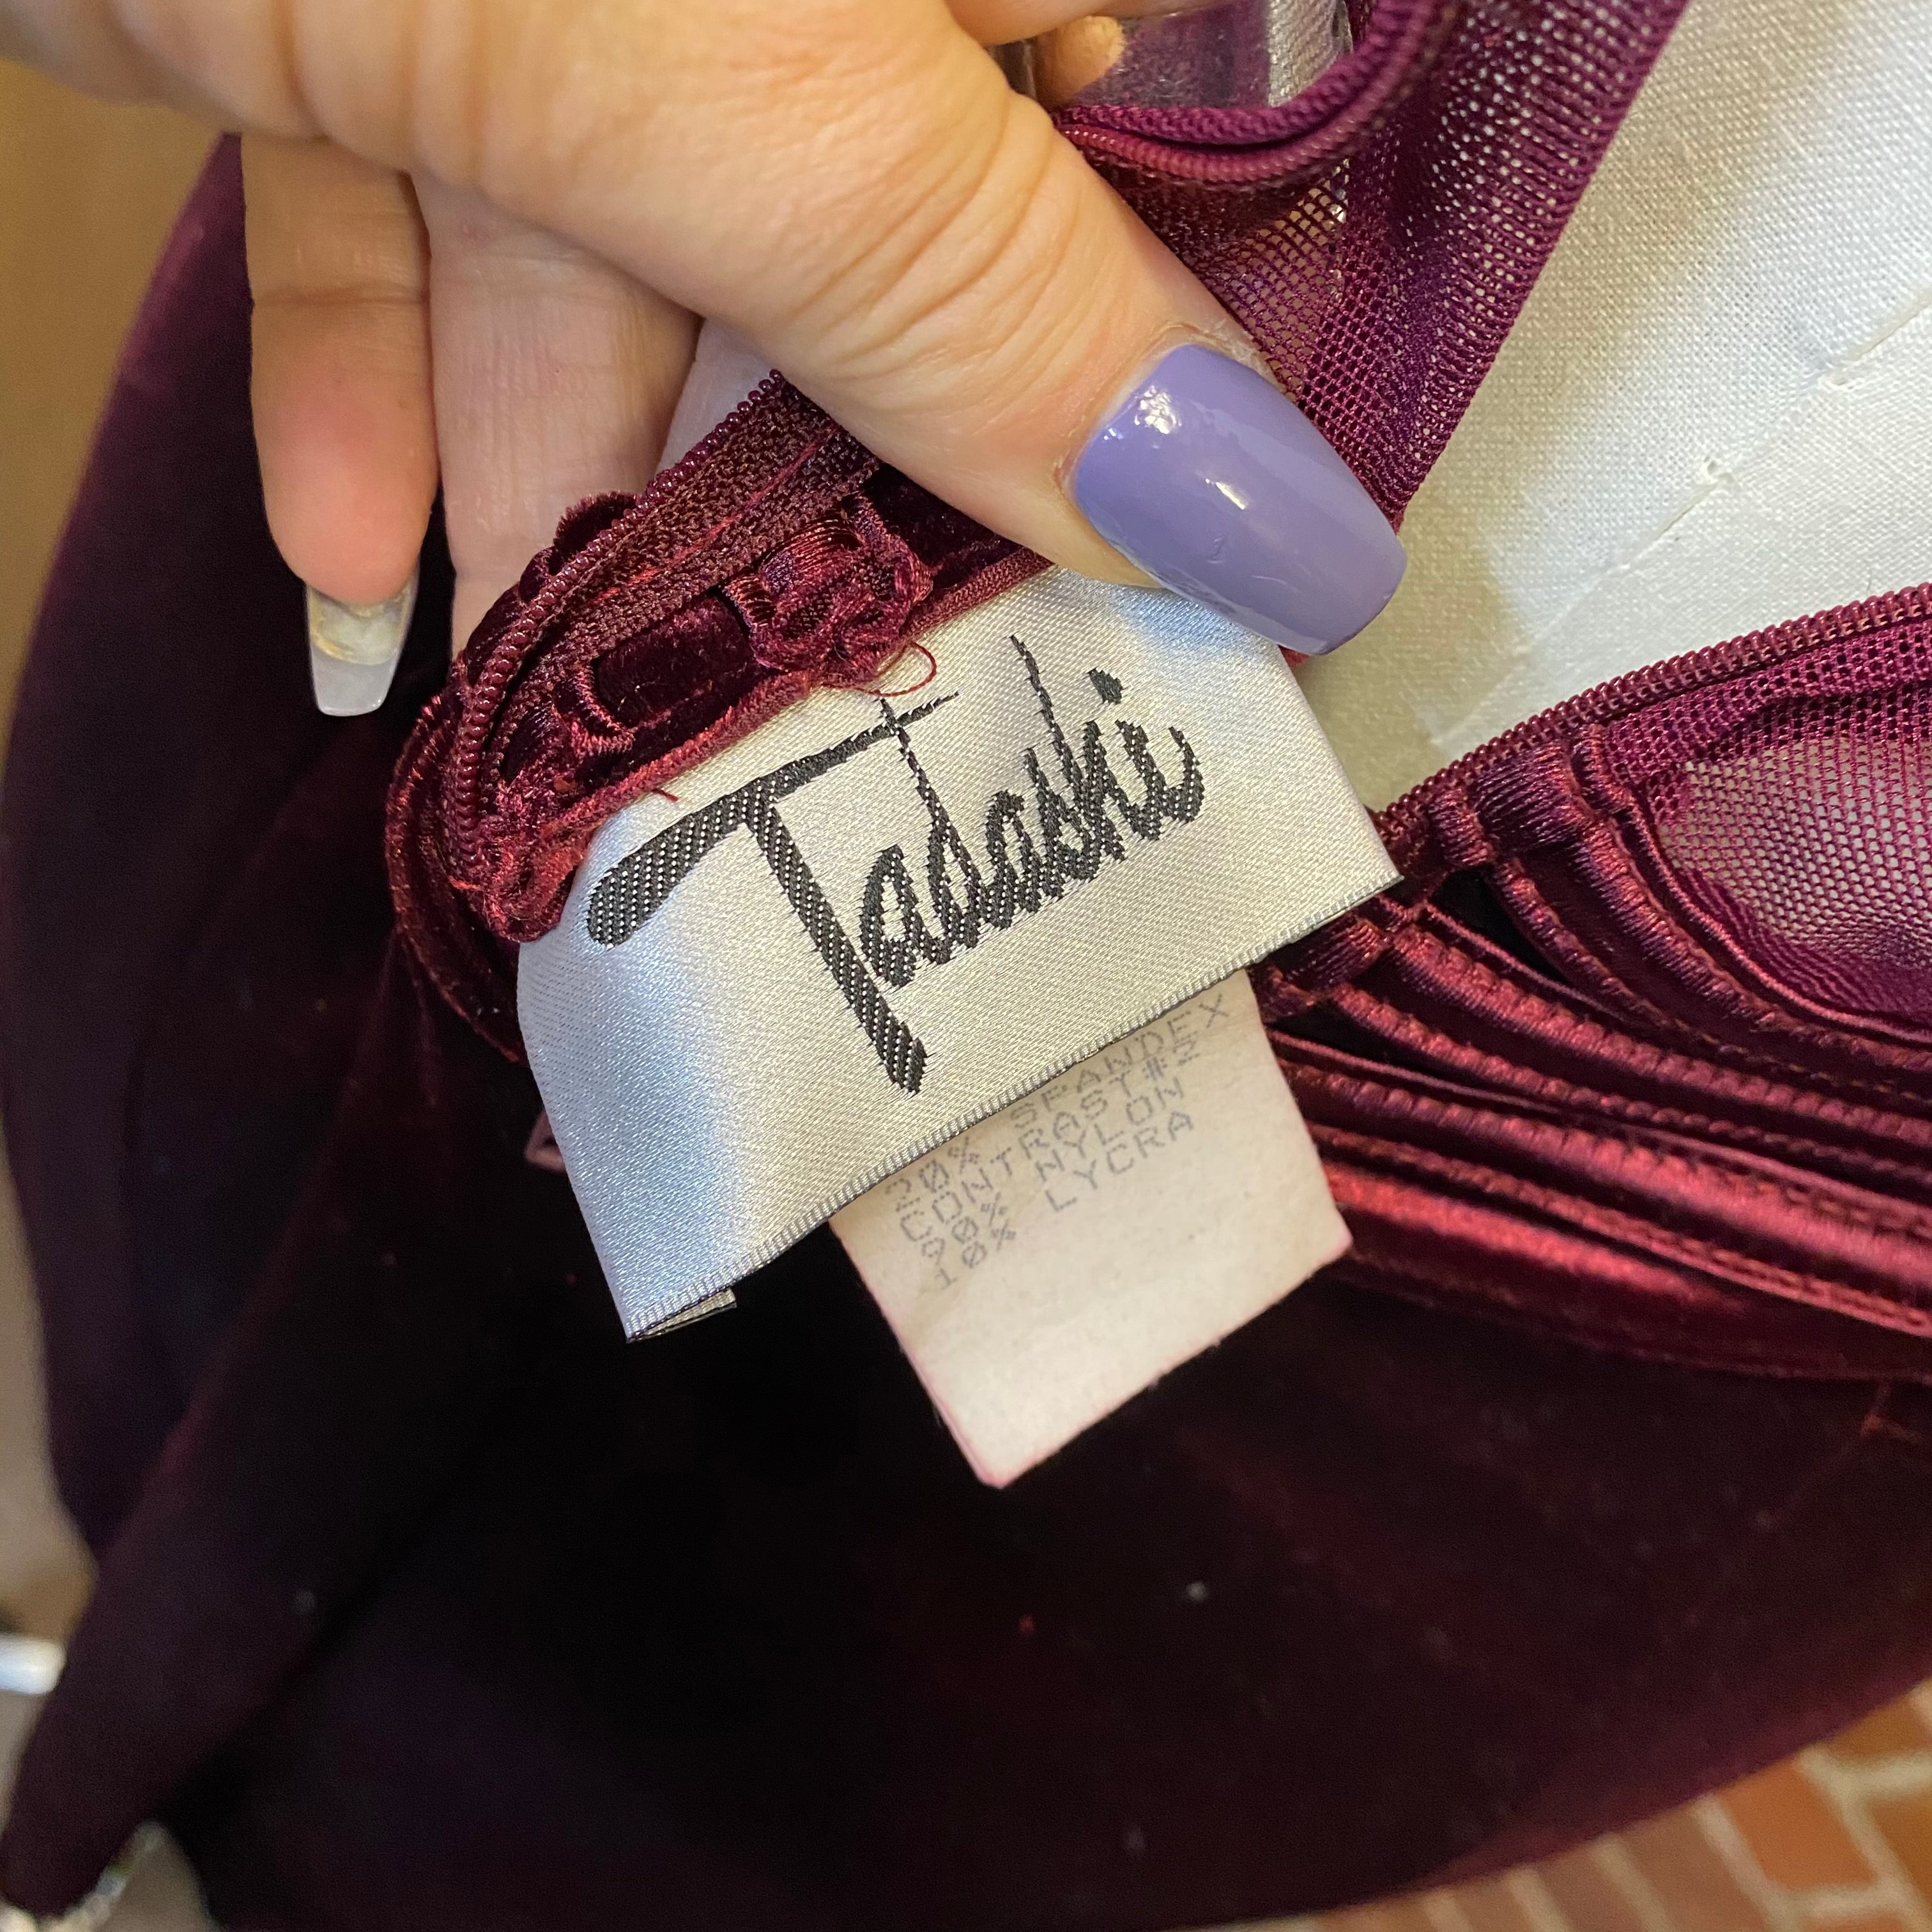 Tadashi
20% SPANDEX
CONTRAST#2
90% NYLON
10% LYCRA